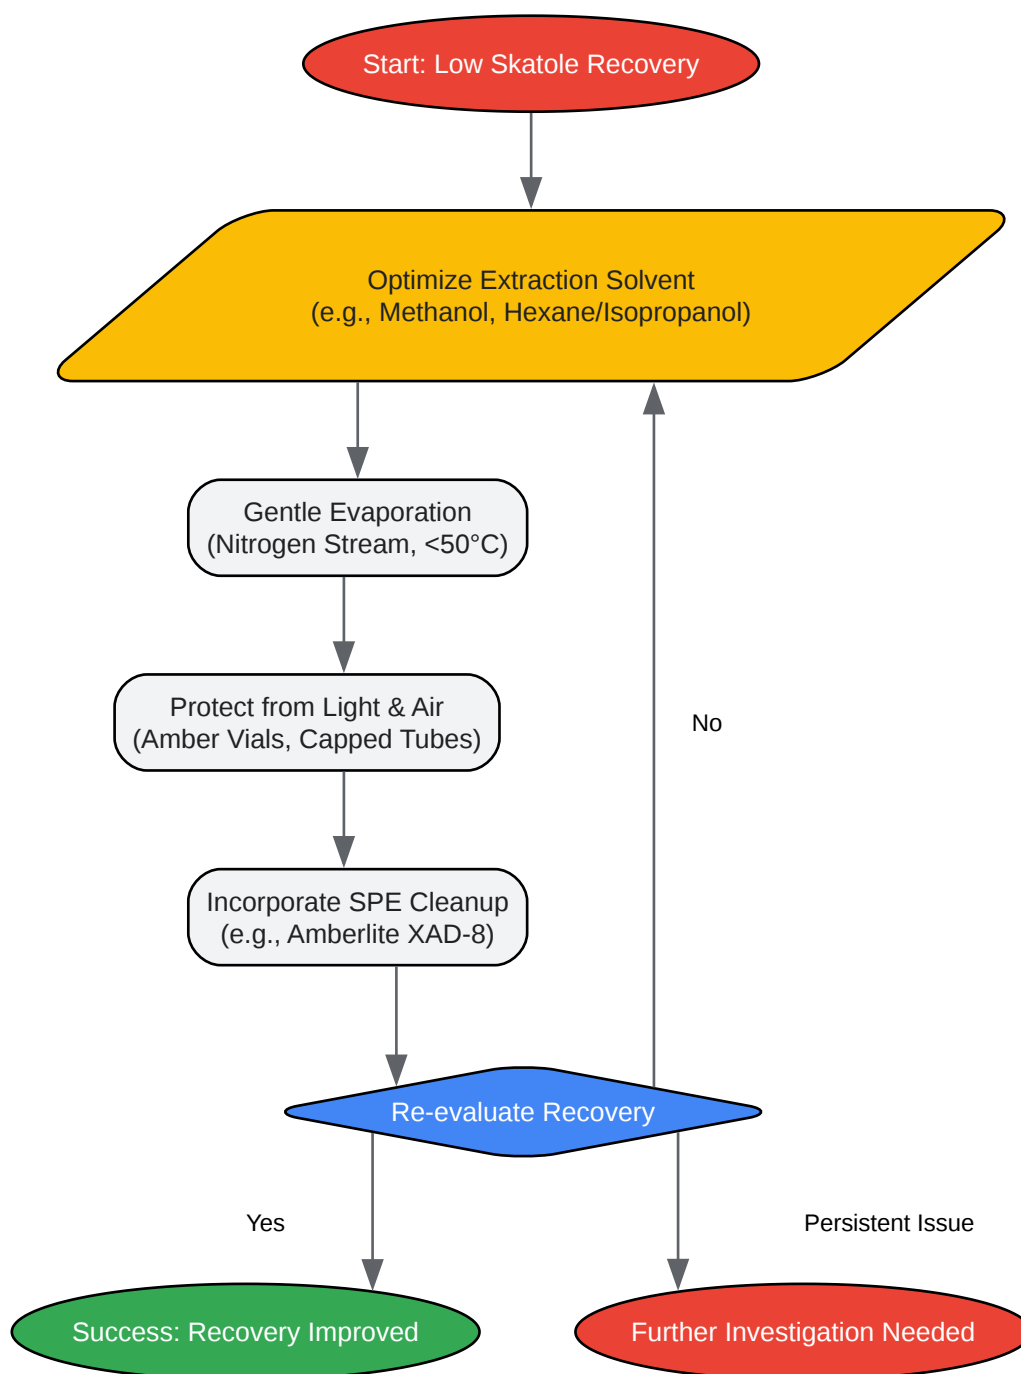 Start: Low Skatole Recovery
Optimize Extraction Solvent
(e.g., Methanol, Hexane/Isopropanol)
Gentle Evaporation
(Nitrogen Stream, <50°C)
Protect from Light & Air
(Amber Vials, Capped Tubes)
No
Incorporate SPE Cleanup
(e.g., Amberlite XAD-8)
Re-evaluate Recovery
Yes
Persistent Issue
Success: Recovery Improved
Further Investigation Needed